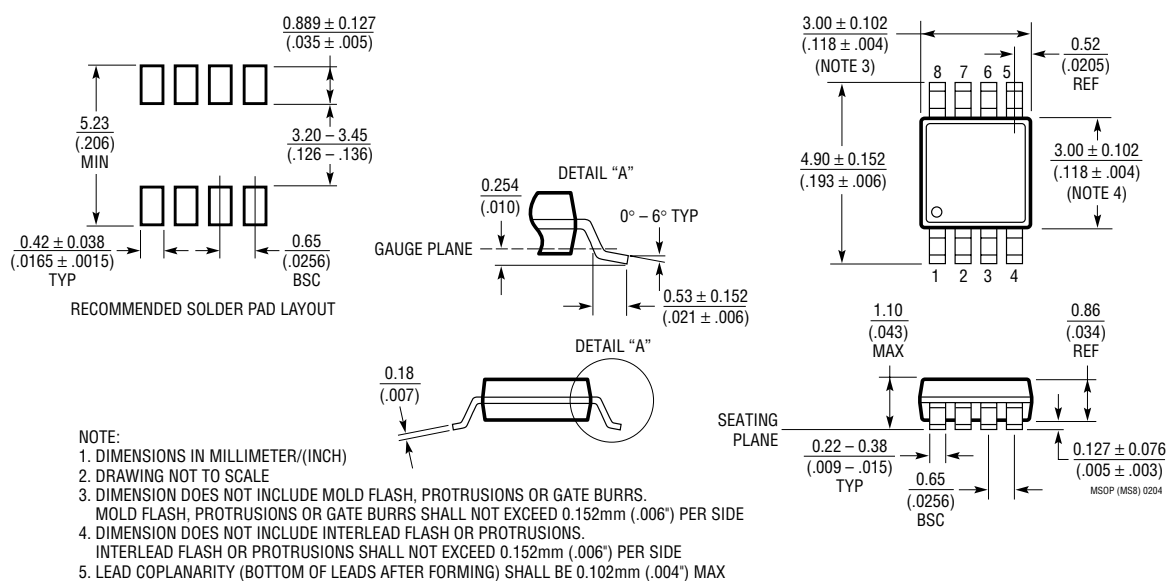 0.889 ± 0.127
(.035 ± .005)
5.23
(.206)
MIN
3.20 – 3.45
(.126 – .136)
0.42 ± 0.038
(.0165 ± .0015)
TYP
0.65
(.0256)
BSC
RECOMMENDED SOLDER PAD LAYOUT
DETAIL “A”
0.254
(.010)
0° – 6° TYP
GAUGE PLANE
0.53 ± 0.152
(.021 ± .006)
DETAIL “A”
0.18
(.007)
3.00 ± 0.102
(.118 ± .004)
(NOTE 3)
0.52
(.0205)
REF
8 7 6 5
4.90 ± 0.152
(.193 ± .006)
3.00 ± 0.102
(.118 ± .004)
(NOTE 4)
1 2 3 4
1.10
(.043)
MAX
0.86
(.034)
REF
SEATING
PLANE
0.22 – 0.38
(.009 – .015)
TYP
0.65
(.0256)
BSC
0.127 ± 0.076
(.005 ± .003)
MSOP (MS8) 0204
NOTE:
1. DIMENSIONS IN MILLIMETER/(INCH)
2. DRAWING NOT TO SCALE
3. DIMENSION DOES NOT INCLUDE MOLD FLASH, PROTRUSIONS OR GATE BURRS.
MOLD FLASH, PROTRUSIONS OR GATE BURRS SHALL NOT EXCEED 0.152mm (.006") PER SIDE
4. DIMENSION DOES NOT INCLUDE INTERLEAD FLASH OR PROTRUSIONS.
INTERLEAD FLASH OR PROTRUSIONS SHALL NOT EXCEED 0.152mm (.006") PER SIDE
5. LEAD COPLANARITY (BOTTOM OF LEADS AFTER FORMING) SHALL BE 0.102mm (.004") MAX